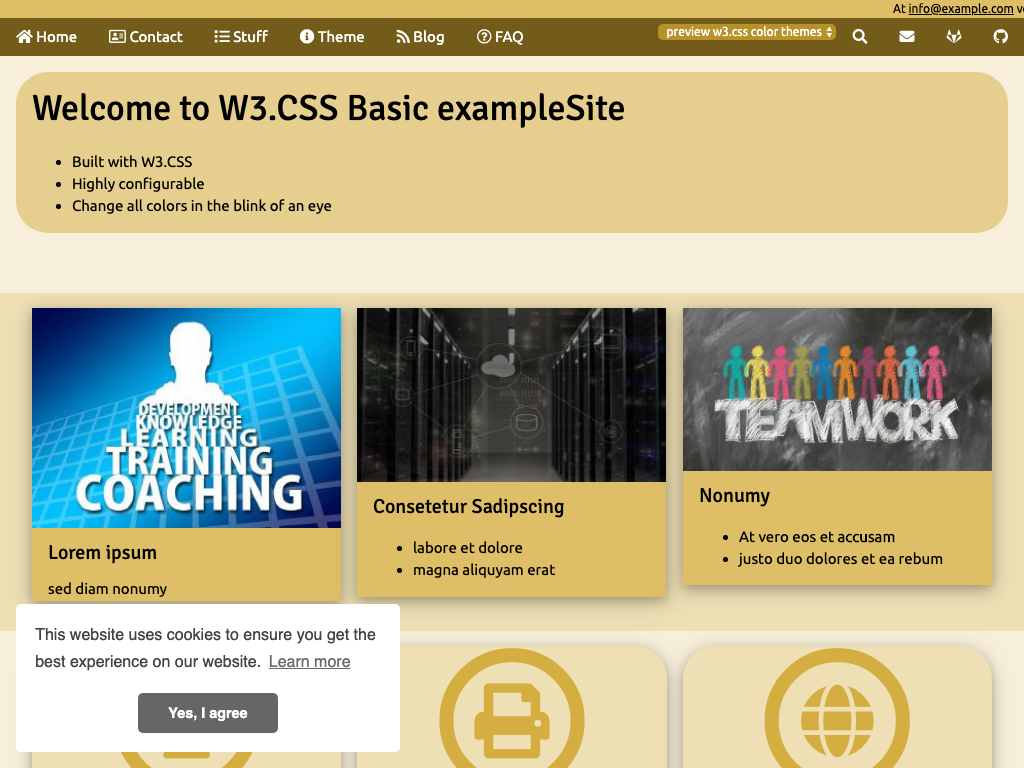 At info@example.com
Home Contact Stuff Theme Blog FAQ preview w3.css color themes
Welcome to W3.CSS Basic exampleSite
Built with W3.CSS
Highly configurable
Change all colors in the blink of an eye
DEVELOPMENT
KNOWLEDGE
LEARNING
TRAINING
COACHING
TEAMWORK
Lorem ipsum
sed diam nonumy
Consetetur Sadipscing
labore et dolore
magna aliquyam erat
Nonumy
At vero eos et accusam
justo duo dolores et ea rebum
This website uses cookies to ensure you get the
best experience on our website. Learn more
Yes, I agree